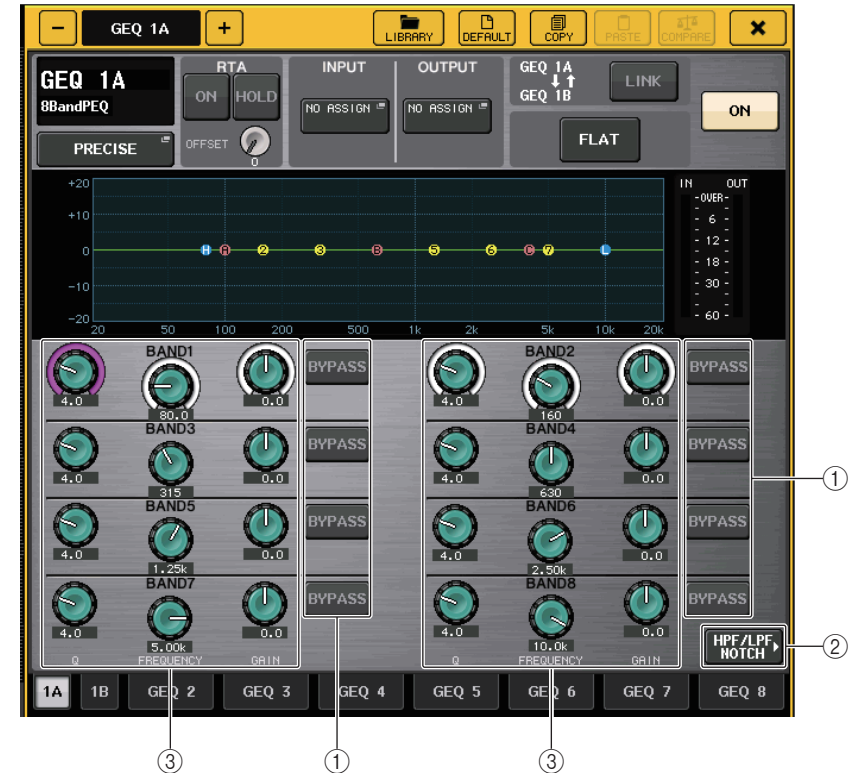 − GEQ 1A + LIBRARY DEFAULT COPY PASTE COMPARE ×
GEQ 1A
8BandPEQ
PRECISE
RTA
ON HOLD
OFFSET
0
INPUT
NO ASSIGN
OUTPUT
NO ASSIGN
GEQ 1A
↓↑
GEQ 1B
LINK
FLAT
ON
+20
+10
0
−10
−20
20 50 100 200 500 1k 2k 5k 10k 20k
H A 2 3 B 5 6 C 7 L
IN OUT
-OVER-
- 6 -
- 12 -
- 18 -
- 30 -
- 60 -
BAND1
4.0 80.0 0.0
BYPASS
BAND2
4.0 160 0.0
BYPASS
BAND3
4.0 315 0.0
BYPASS
BAND4
4.0 630 0.0
BYPASS
BAND5
4.0 1.25k 0.0
BYPASS
BAND6
4.0 2.50k 0.0
BYPASS
BAND7
4.0 5.00k 0.0
BYPASS
BAND8
4.0 10.0k 0.0
BYPASS
Q FREQUENCY GAIN
Q FREQUENCY GAIN
HPF/LPF
NOTCH
1A 1B GEQ 2 GEQ 3 GEQ 4 GEQ 5 GEQ 6 GEQ 7 GEQ 8
①
②
③ ① ③